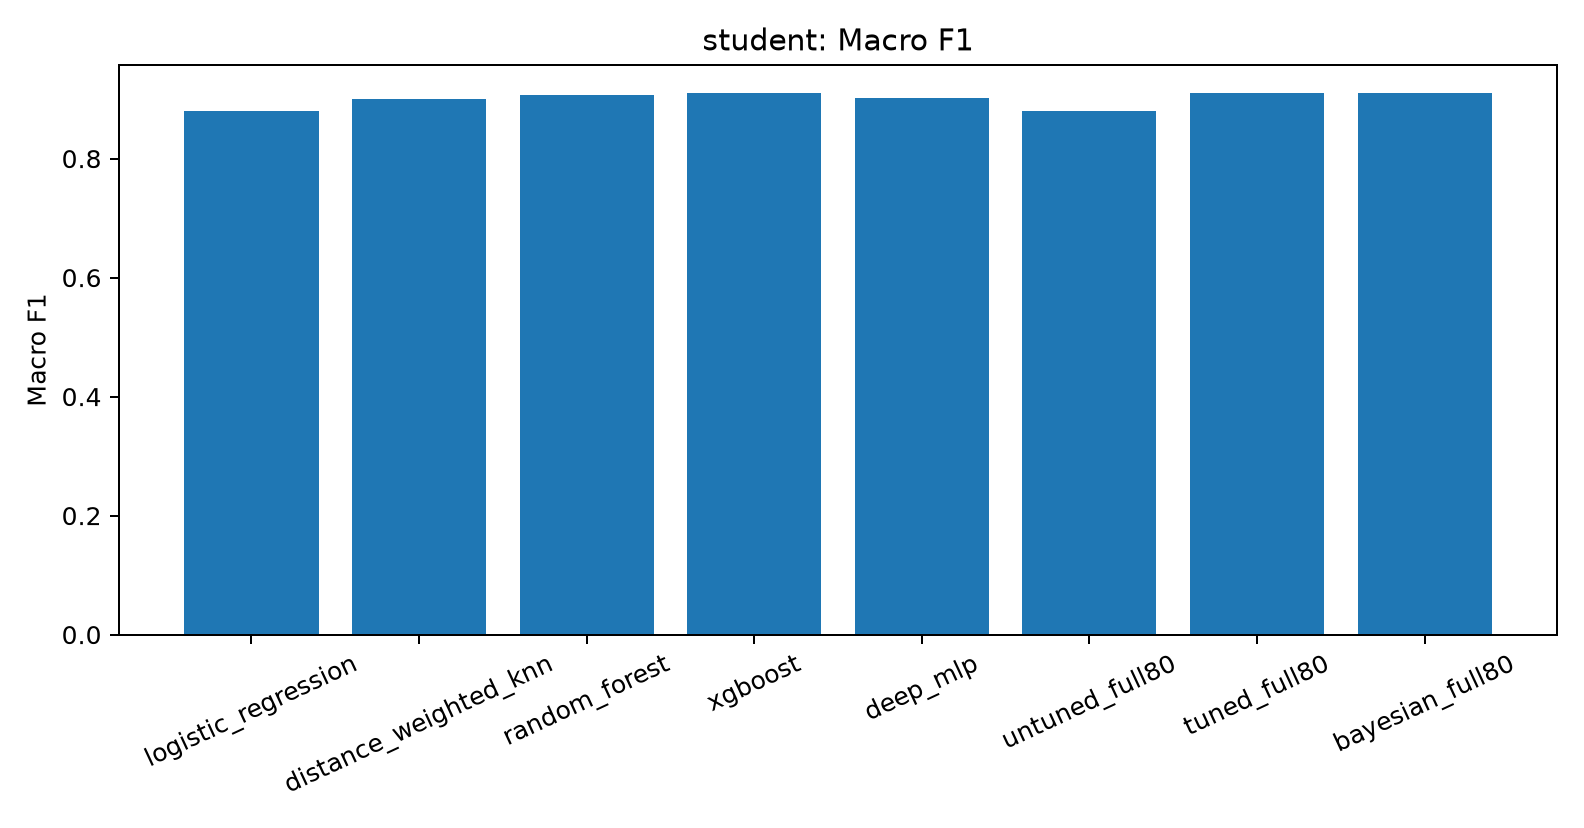 student: Macro F1
Macro F1
0.8
0.6
0.4
0.2
0.0
logistic_regression
distance_weighted_knn
random_forest
xgboost
deep_mlp
untuned_full80
tuned_full80
bayesian_full80